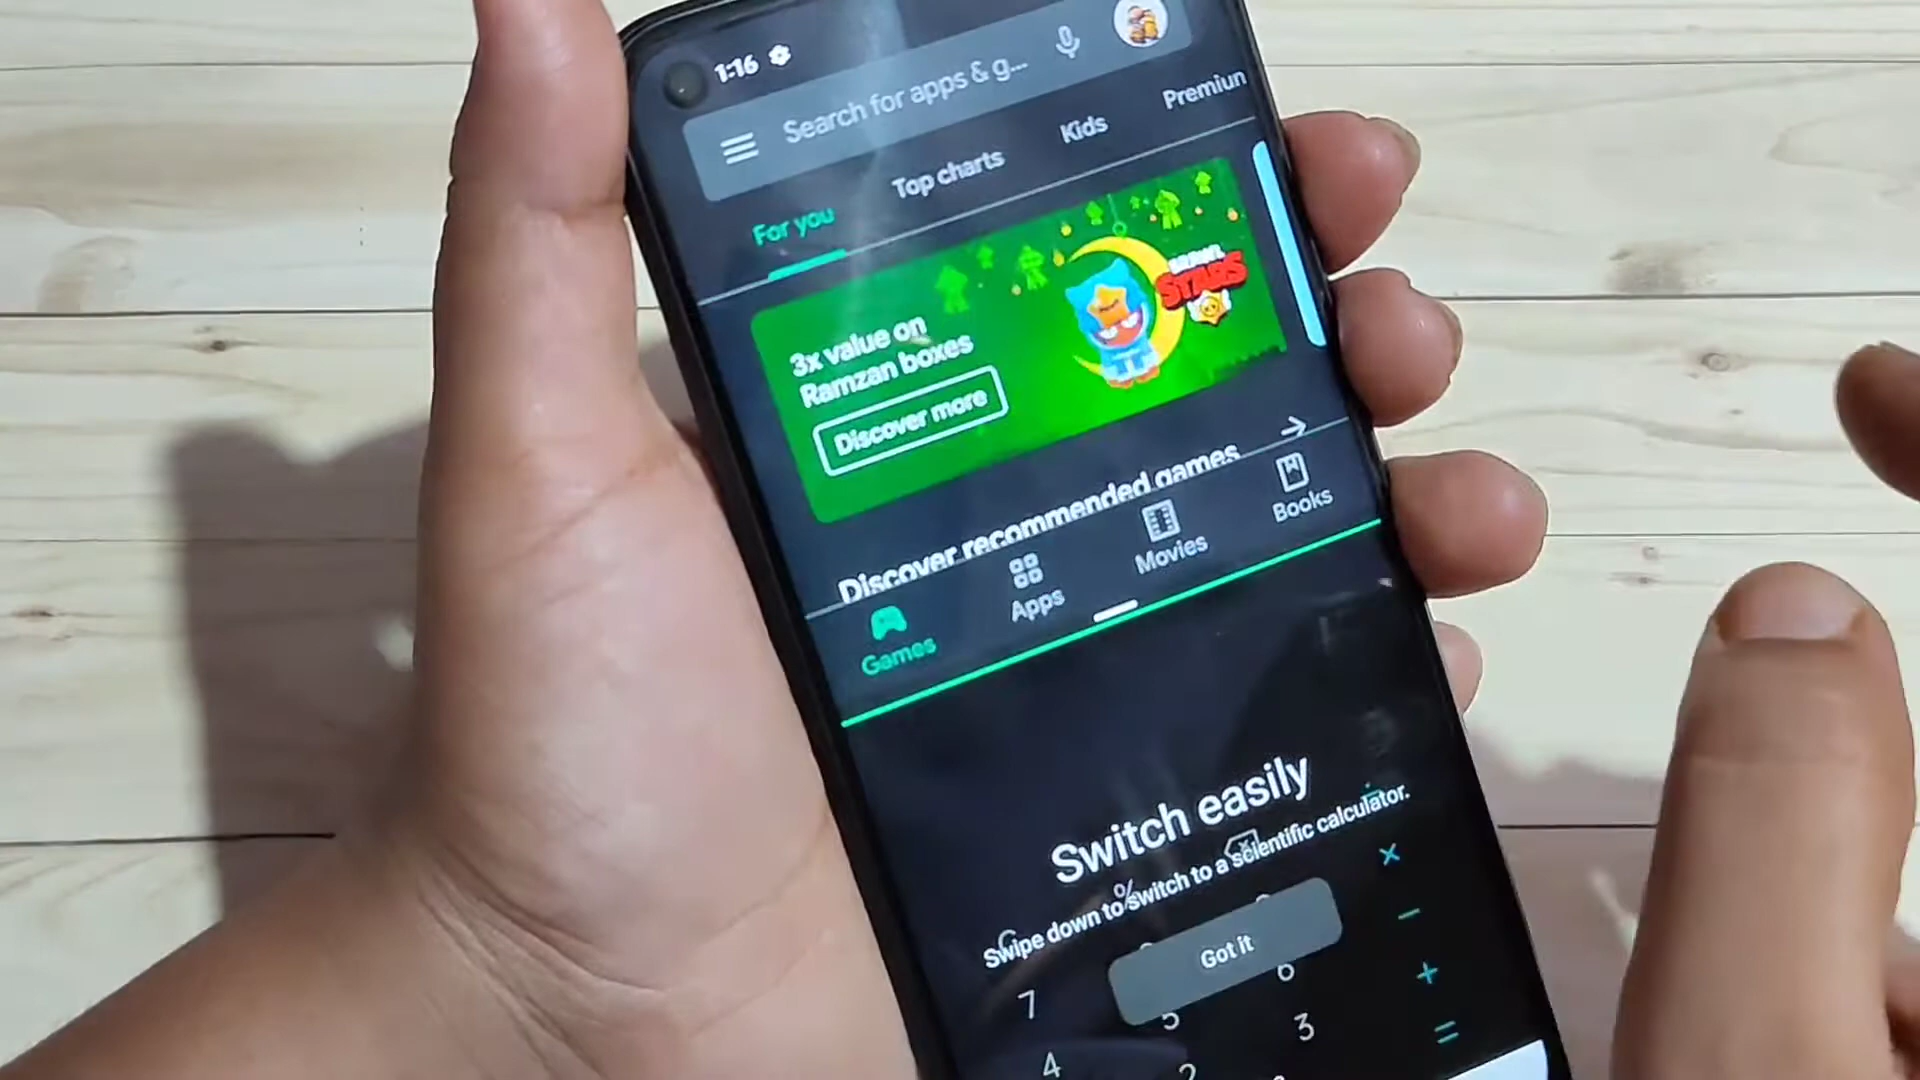 1:16
Search for apps & g...
For you
Top charts
Kids
Premiun
3x value on
Ramzan boxes
Discover more
BRAWL
STARS
Discover recommended games
Games
Apps
Movies
Books
Switch easily
Swipe down to switch to a scientific calculator.
Got it
%
÷
×
7
−
4
5
6
+
2
3
=